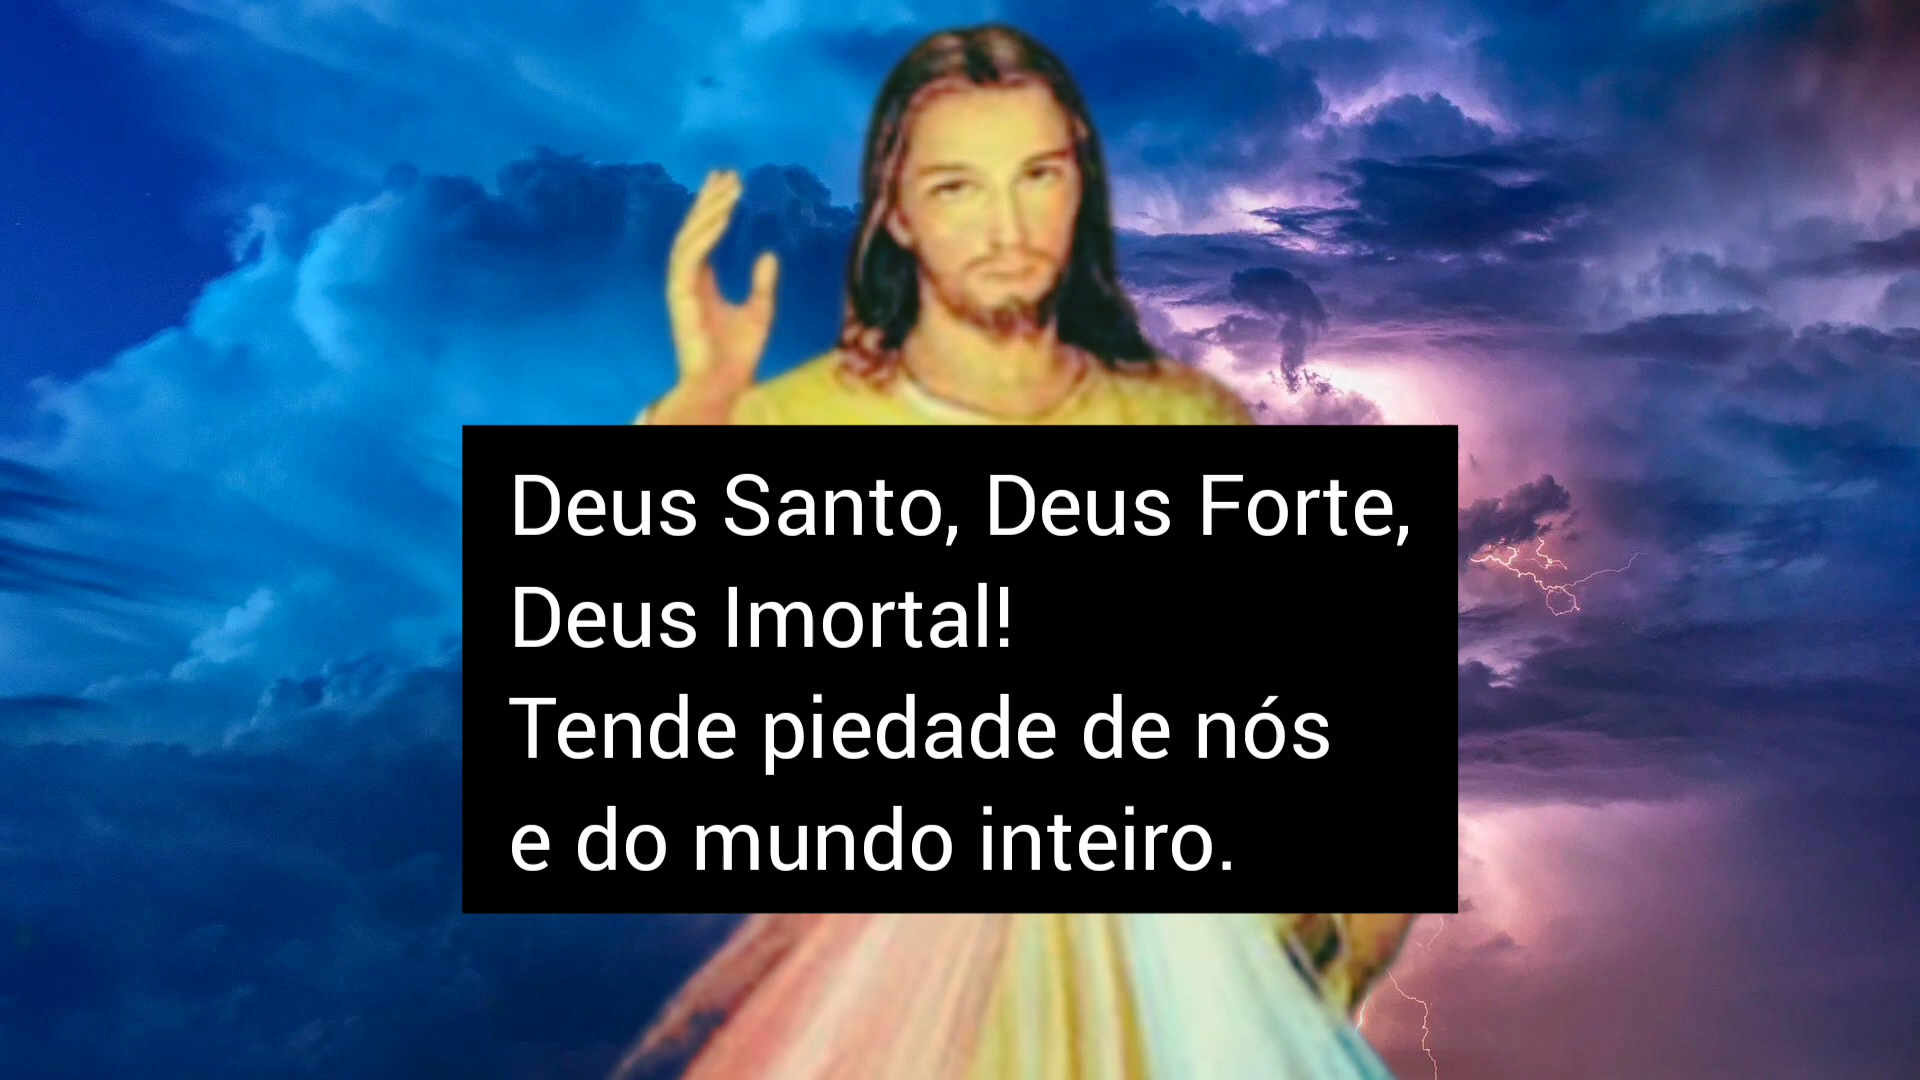 Deus Santo, Deus Forte,
Deus Imortal!
Tende piedade de nós
e do mundo inteiro.